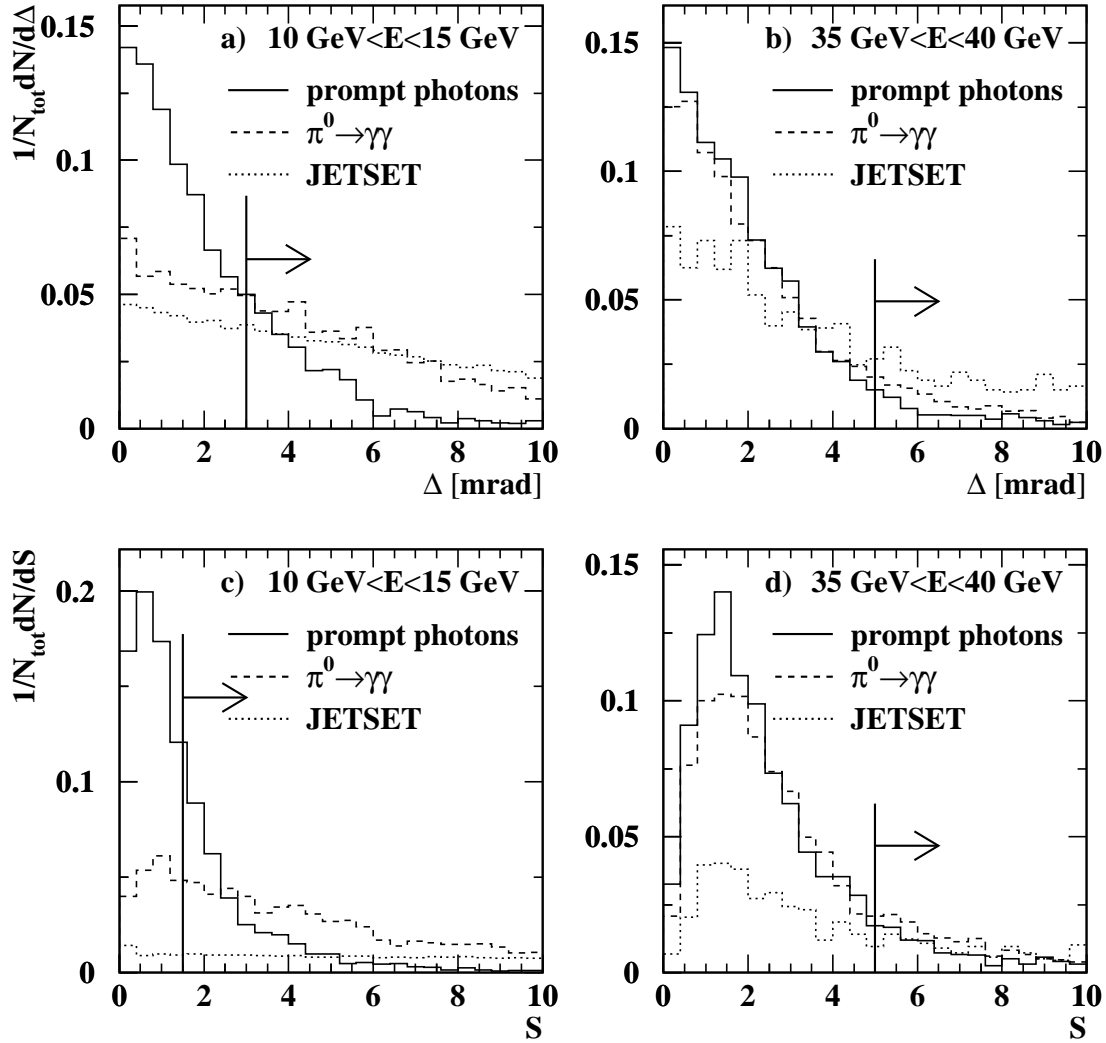 1/N_tot dN/dΔ
0.15
0.1
0.05
0
a) 10 GeV<E<15 GeV
prompt photons
π⁰→γγ
JETSET
0 2 4 6 8 10
Δ [mrad]
0.15
0.1
0.05
0
b) 35 GeV<E<40 GeV
prompt photons
π⁰→γγ
JETSET
0 2 4 6 8 10
Δ [mrad]
1/N_tot dN/dS
0.2
0.1
0
c) 10 GeV<E<15 GeV
prompt photons
π⁰→γγ
JETSET
0 2 4 6 8 10
S
0.15
0.1
0.05
0
d) 35 GeV<E<40 GeV
prompt photons
π⁰→γγ
JETSET
0 2 4 6 8 10
S